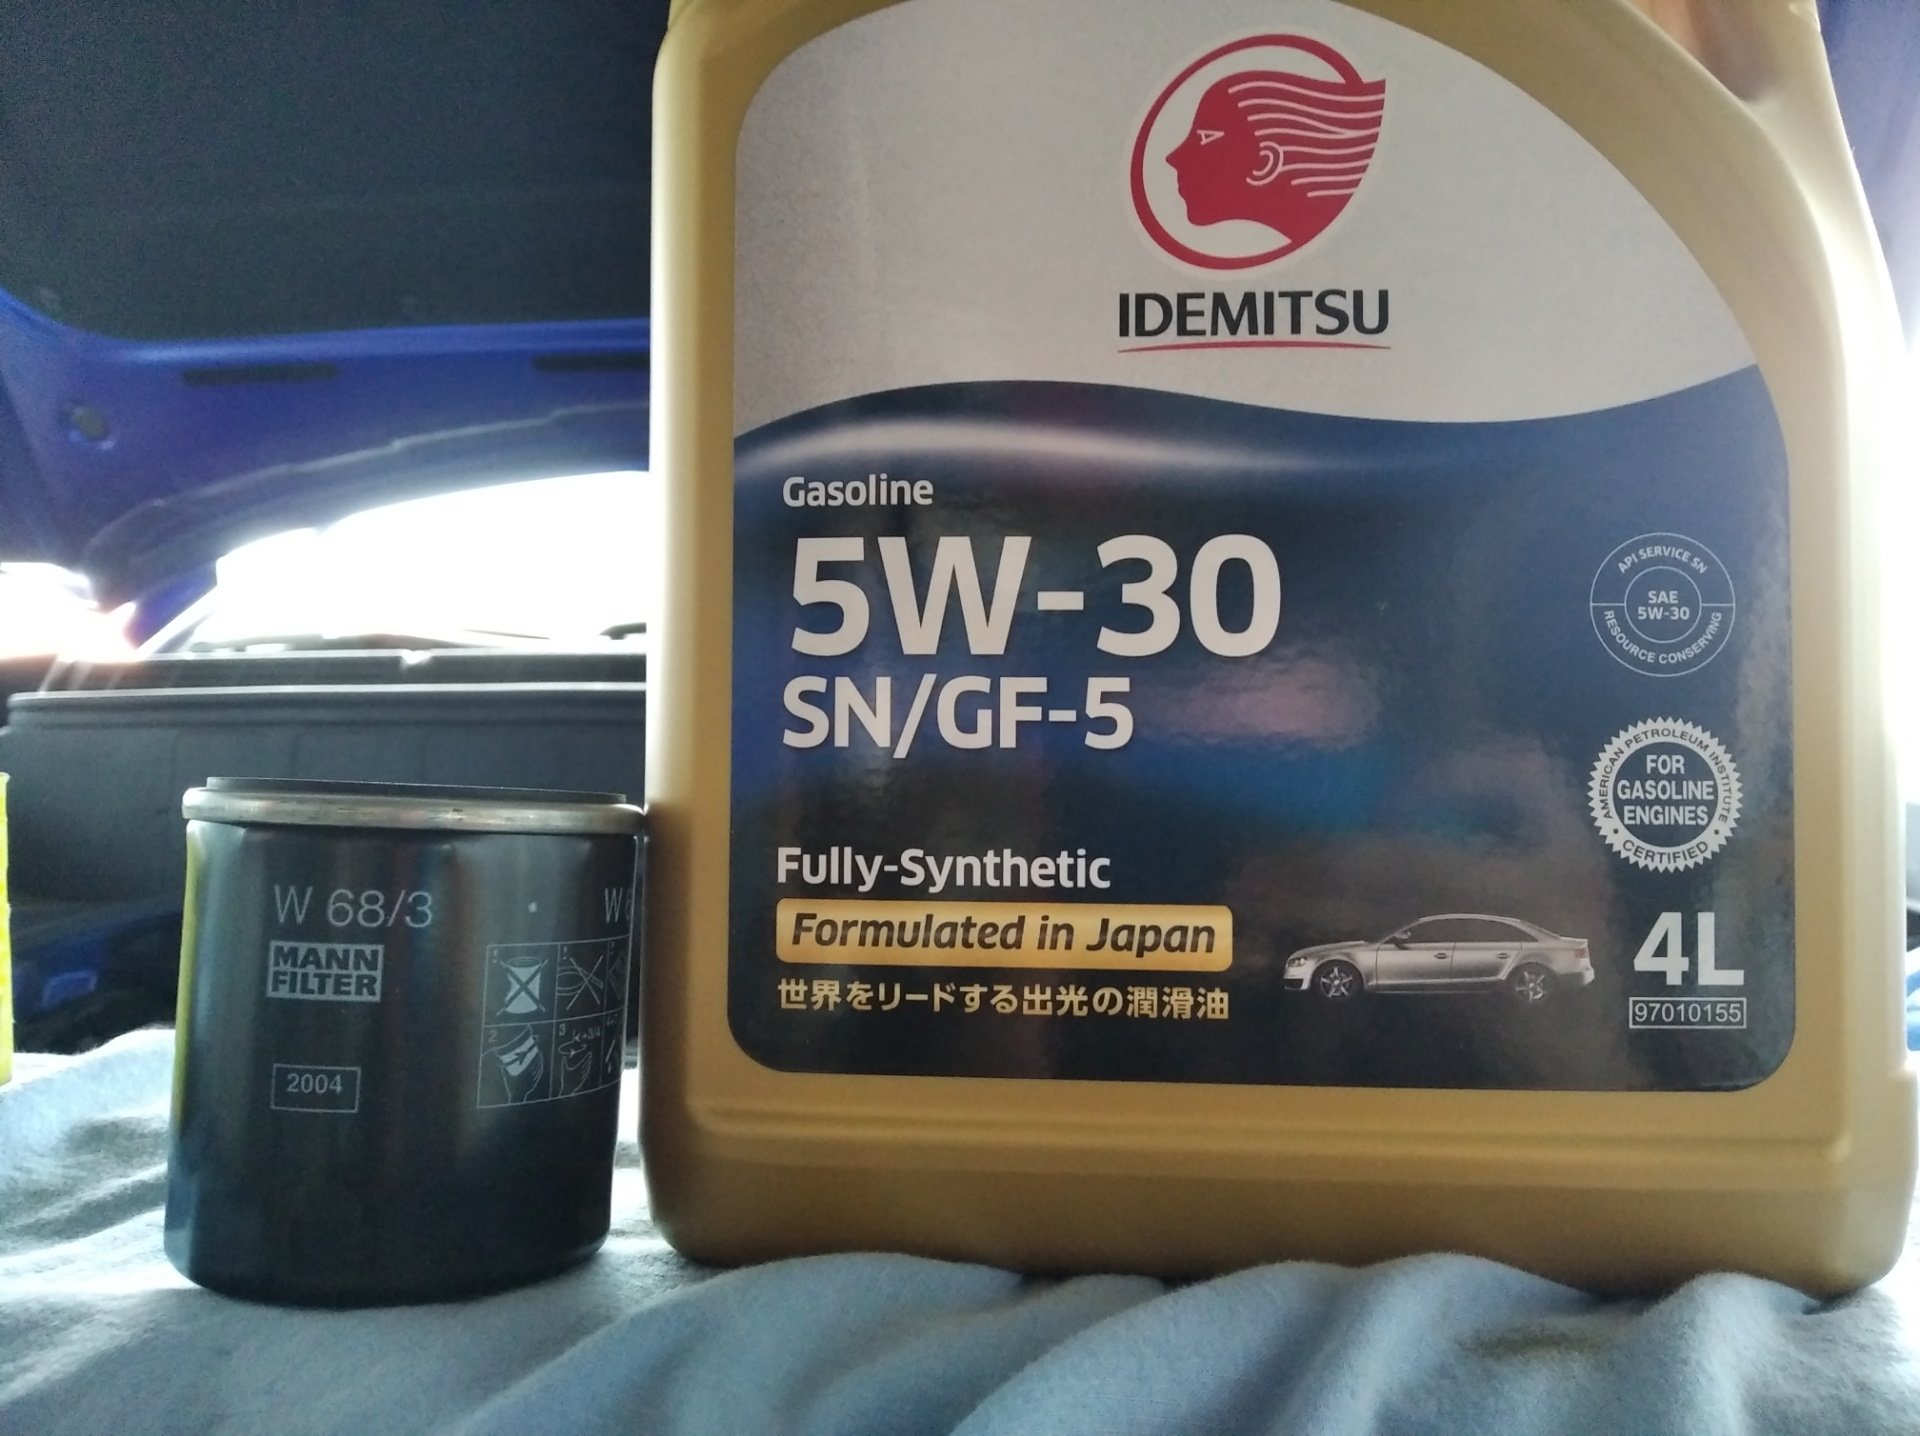 IDEMITSU
Gasoline
5W-30
SN/GF-5
API SERVICE SN
SAE
5W-30
RESOURCE CONSERVING
AMERICAN PETROLEUM INSTITUTE
FOR
GASOLINE
ENGINES
CERTIFIED
Fully-Synthetic
Formulated in Japan
世界をリードする出光の潤滑油
4L
97010155
W 68/3
MANN
FILTER
2004
2
3